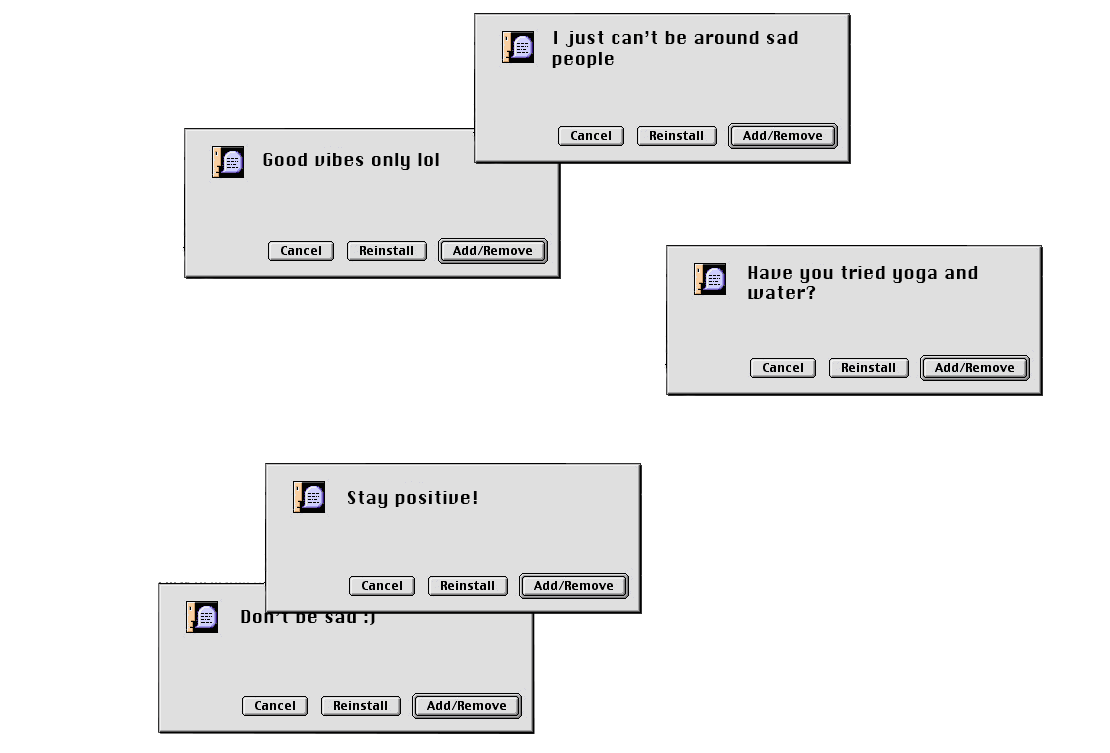 I just can't be around sad
people
Cancel
Reinstall
Add/Remove
Good vibes only lol
Cancel
Reinstall
Add/Remove
Have you tried yoga and
water?
Cancel
Reinstall
Add/Remove
Stay positive!
Cancel
Reinstall
Add/Remove
Don't be sad :)
Cancel
Reinstall
Add/Remove